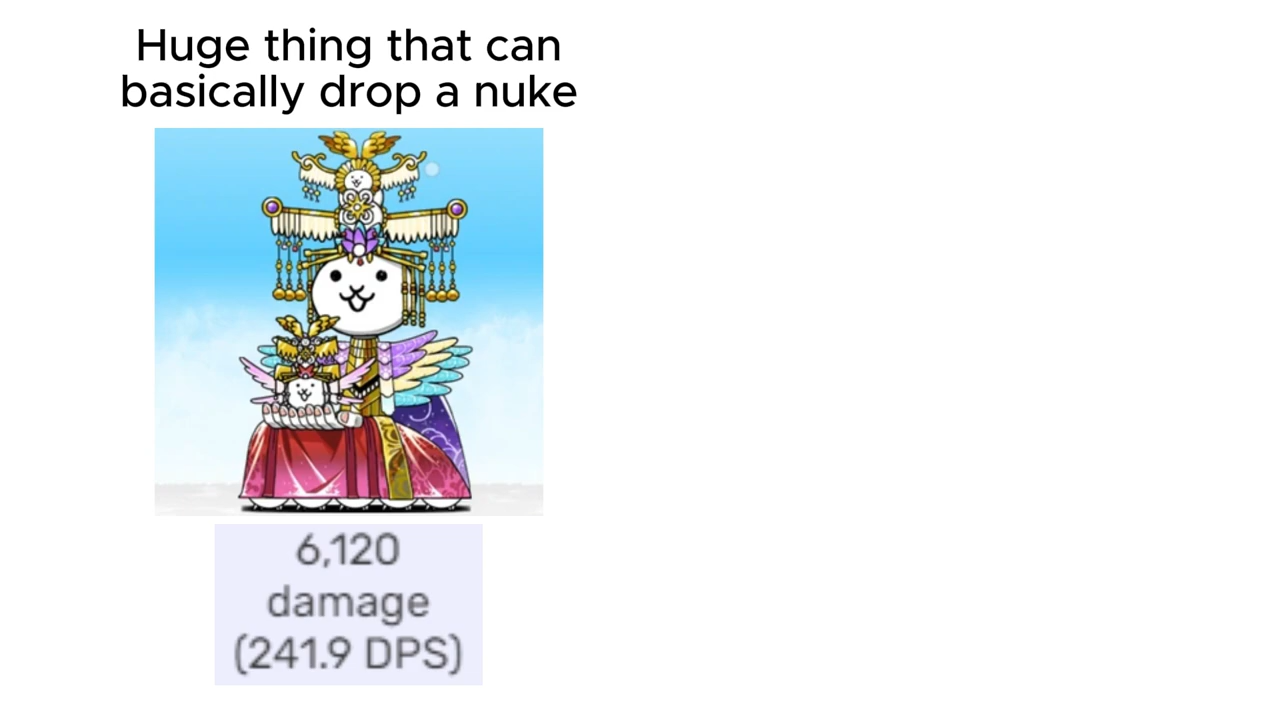 Huge thing that can
basically drop a nuke
6,120
damage
(241.9 DPS)